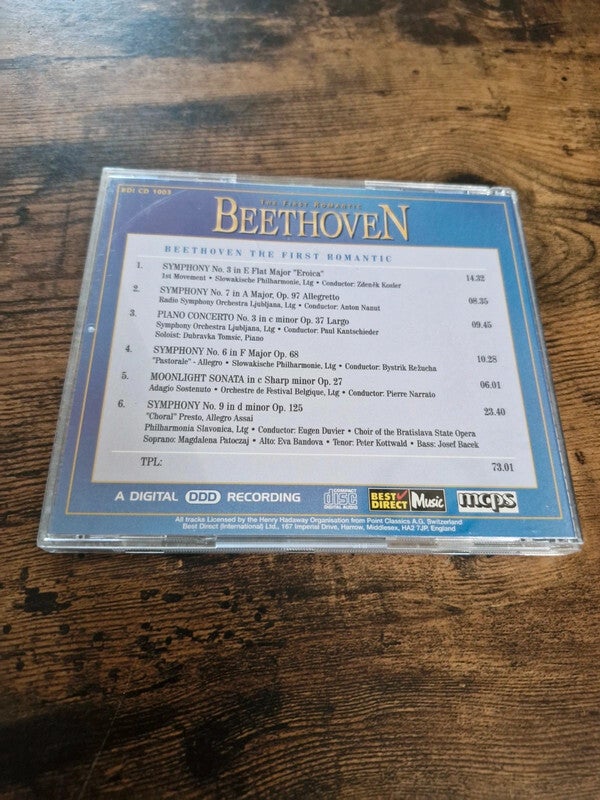 BDI CD 1003
THE FIRST ROMANTIC
BEETHOVEN
BEETHOVEN THE FIRST ROMANTIC
1. SYMPHONY No. 3 in E Flat Major "Eroica"
1st Movement • Slowakische Philharmonie, Ltg • Conductor: Zdenĕk Kosler 14.32
2. SYMPHONY No. 7 in A Major, Op. 97 Allegretto
Radio Symphony Orchestra Ljubljana, Ltg • Conductor: Anton Nanut 08.35
3. PIANO CONCERTO No. 3 in c minor Op. 37 Largo
Symphony Orchestra Ljubljana, Ltg • Conductor: Paul Kantschieder 09.45
Soloist: Dubravka Tomsic, Piano
4. SYMPHONY No. 6 in F Major Op. 68
"Pastorale" - Allegro • Slowakische Philharmonie, Ltg • Conductor: Bystrik Režucha 10.28
5. MOONLIGHT SONATA in c Sharp minor Op. 27
Adagio Sostenuto • Orchestre de Festival Belgique, Ltg • Conductor: Pierre Narrato 06.01
6. SYMPHONY No. 9 in d minor Op. 125
"Choral" Presto, Allegro Assai 23.40
Philharmonia Slavonica, Ltg • Conductor: Eugen Duvier • Choir of the Bratislava State Opera
Soprano: Magdalena Patoczaj • Alto: Eva Bandova • Tenor: Peter Kottwald • Bass: Josef Bacek
TPL: 73.01
A DIGITAL DDD RECORDING
COMPACT disc DIGITAL AUDIO
BEST DIRECT Music
mcps
All tracks Licensed by the Henry Hadaway Organisation from Point Classics A.G, Switzerland
Best Direct (International) Ltd., 167 Imperial Drive, Harrow, Middlesex, HA2 7JP, England